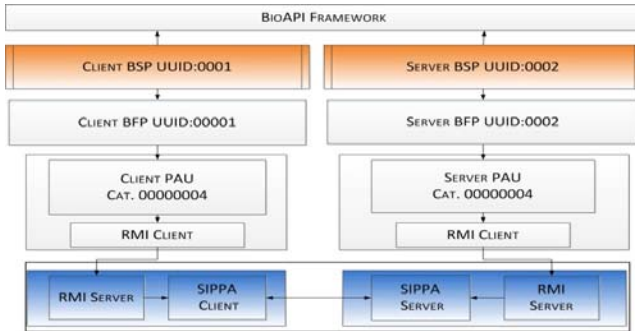 BIOAPI FRAMEWORK
CLIENT BSP UUID:0001
SERVER BSP UUID:0002
CLIENT BFP UUID:00001
SERVER BFP UUID:0002
CLIENT PAU
CAT. 00000004
SERVER PAU
CAT. 00000004
RMI CLIENT
RMI CLIENT
RMI SERVER
SIPPA
CLIENT
SIPPA
SERVER
RMI
SERVER